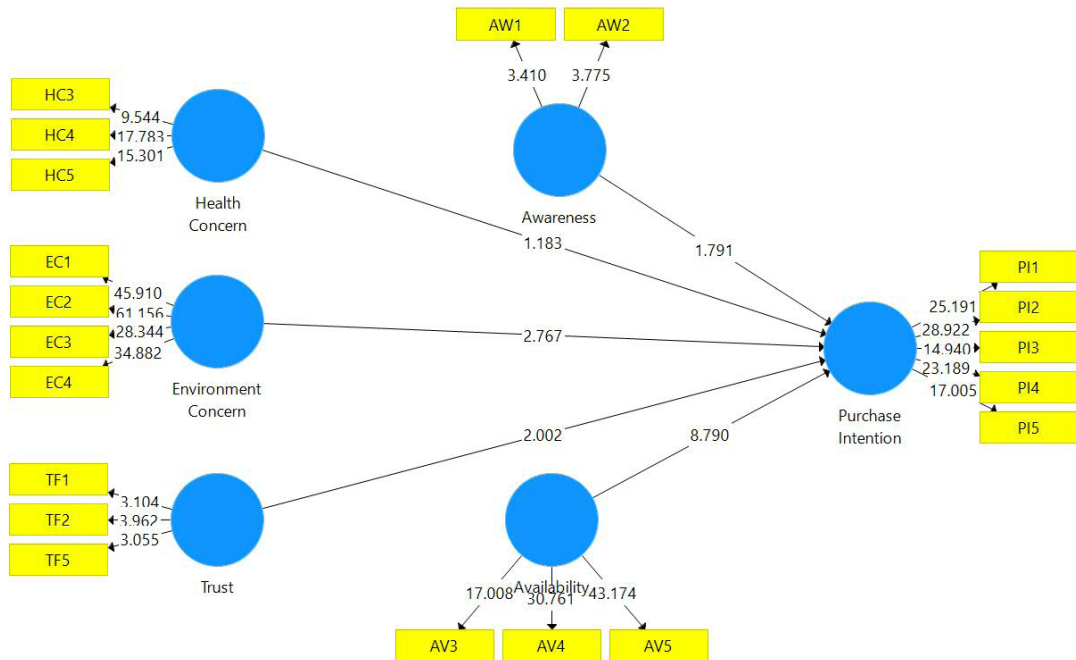 AW1
AW2
3.410
3.775
Awareness
HC3
HC4
HC5
9.544
17.783
15.301
Health
Concern
1.183
1.791
EC1
EC2
EC3
EC4
45.910
61.156
28.344
34.882
Environment
Concern
2.767
PI1
PI2
PI3
PI4
PI5
25.191
28.922
14.940
23.189
17.005
Purchase
Intention
TF1
TF2
TF5
3.104
3.962
3.055
Trust
2.002
8.790
Availability
17.008
30.761
43.174
AV3
AV4
AV5